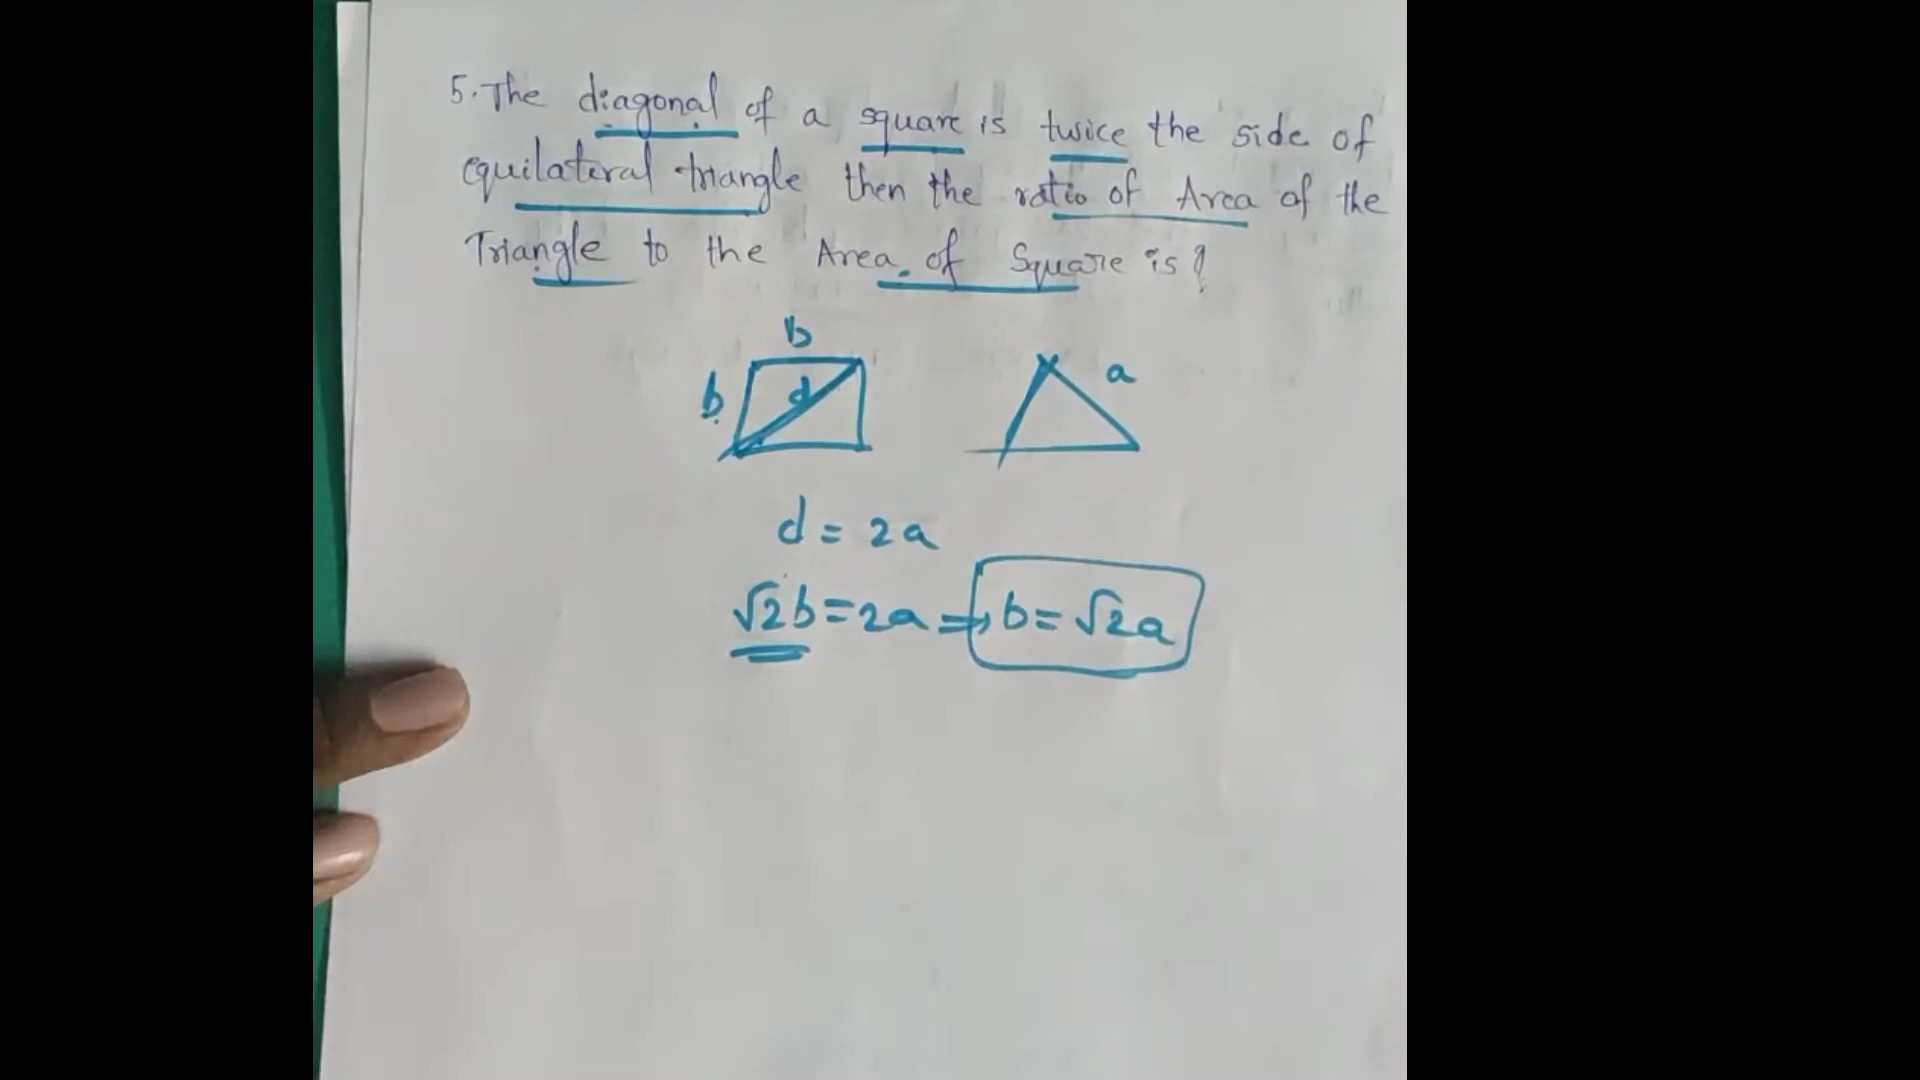 5. The diagonal of a square is twice the side of
equilateral triangle then the ratio of Area of the
Triangle to the Area of Square is?
b
b d a
d = 2a
√2b = 2a ⇒ b = √2a